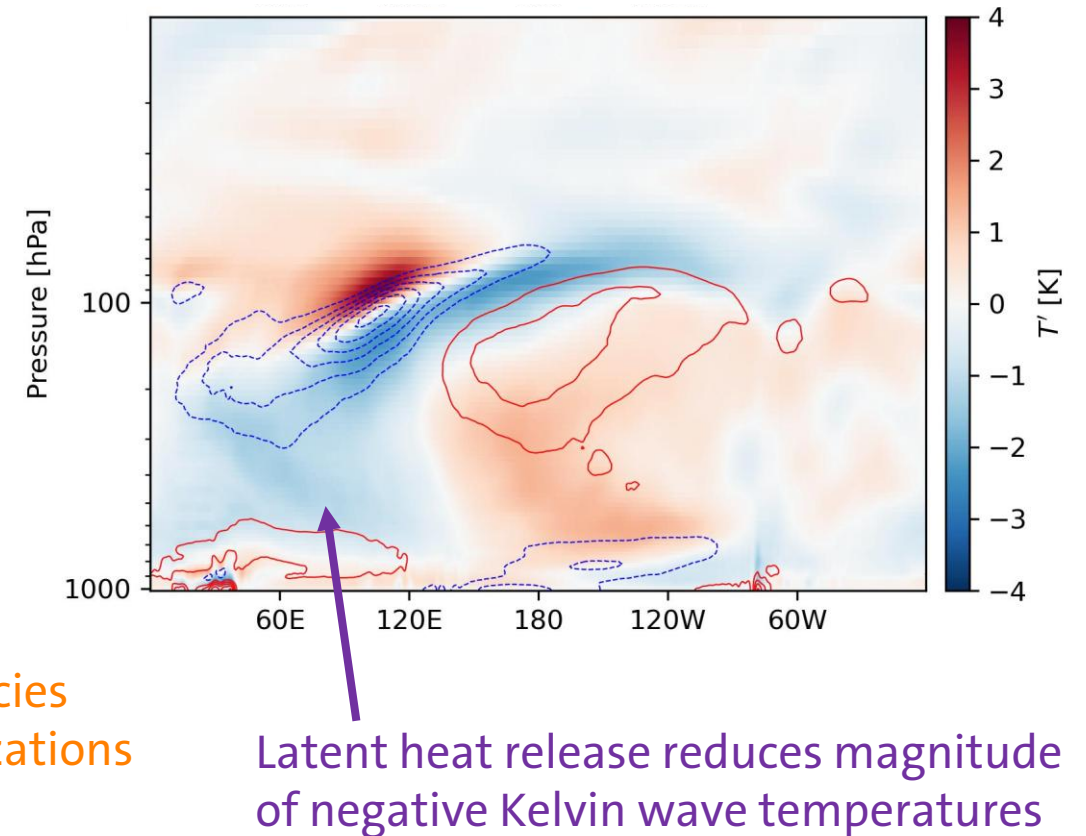 Pressure [hPa]
100
1000
60E 120E 180 120W 60W
4
3
2
1
0
−1
−2
−3
−4
T′ [K]
cies
cations
Latent heat release reduces magnitude
of negative Kelvin wave temperatures